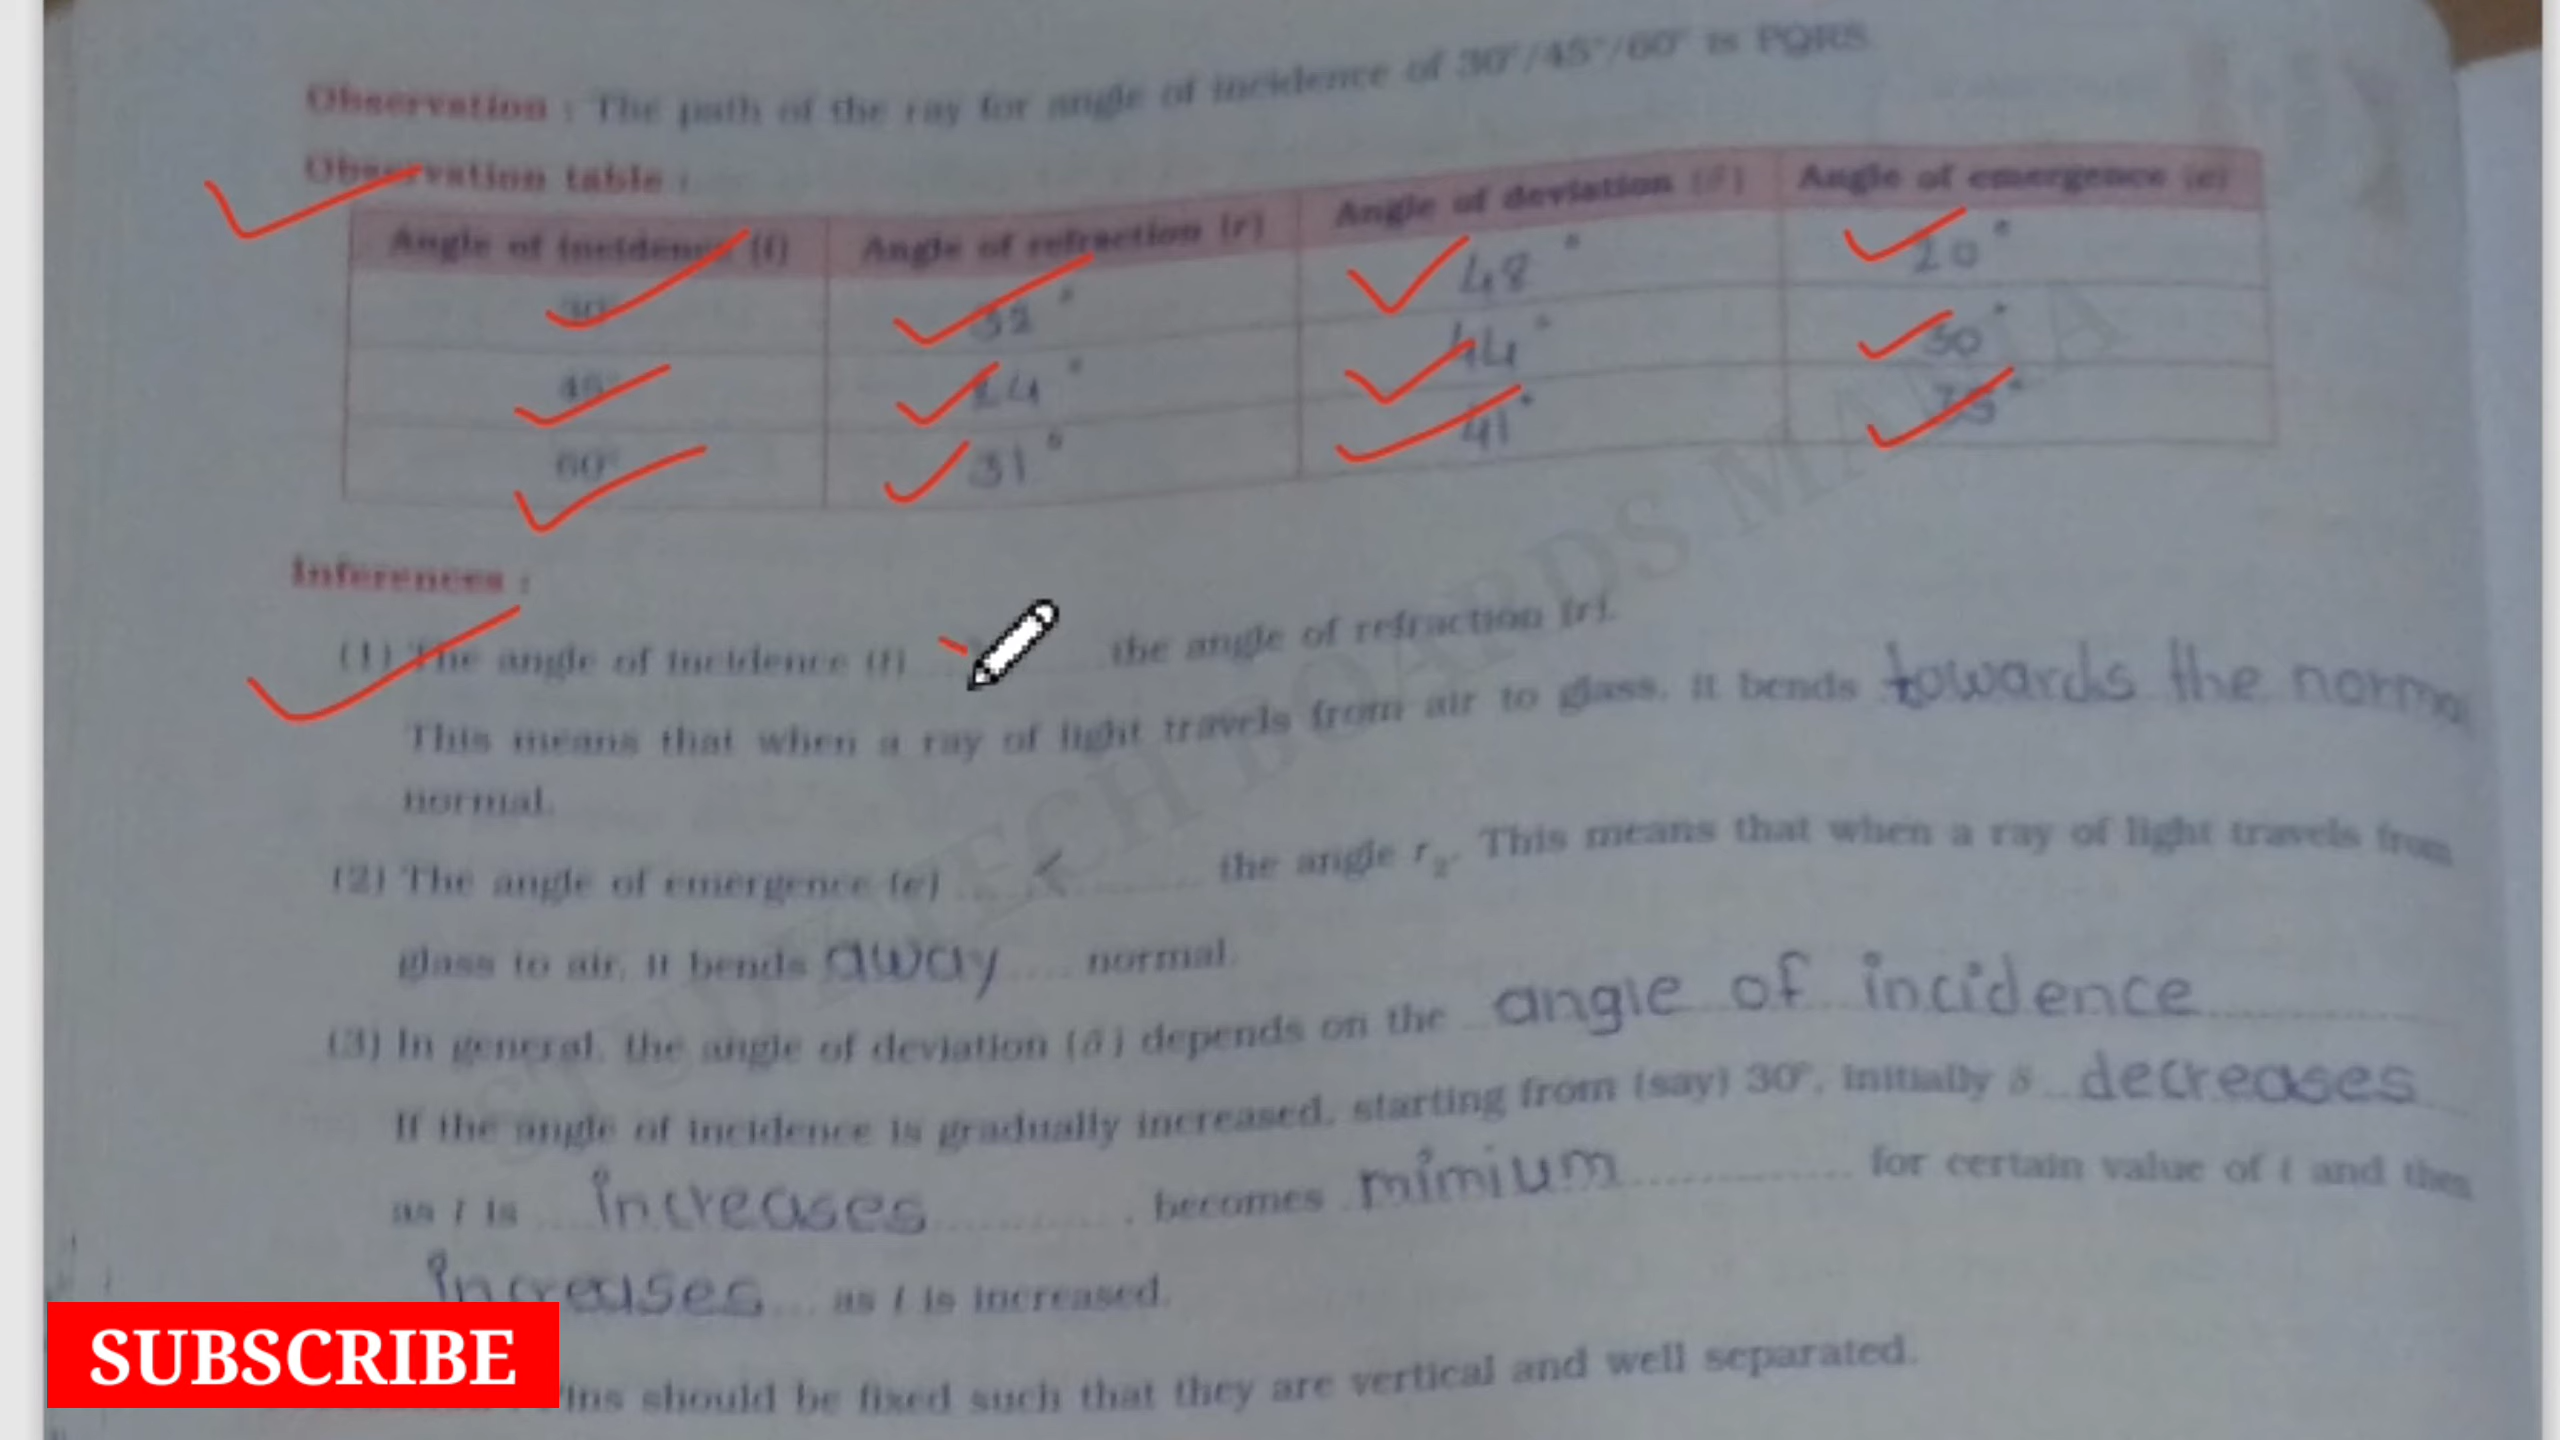 Observation : The path of the ray for angle of incidence of 30°/45°/60° is PQRS
Observation table :
Angle of incidence (i) Angle of refraction (r) Angle of deviation (δ) Angle of emergence (e)
30° 32° 48° 20°
45° 24° 44° 50°
60° 31° 41° 75°
Inferences :
(1) The angle of incidence (i) the angle of refraction (r).
This means that when a ray of light travels from air to glass, it bends towards the normal
normal.
(2) The angle of emergence (e) < the angle r2. This means that when a ray of light travels from
glass to air, it bends away normal.
(3) In general, the angle of deviation (δ) depends on the angle of incidence
If the angle of incidence is gradually increased, starting from (say) 30°, initially δ decreases
as i is increases , becomes mimium for certain value of i and then
increases as i is increased.
Pins should be fixed such that they are vertical and well separated.
STUDYTECH BOARDS MANIA
SUBSCRIBE